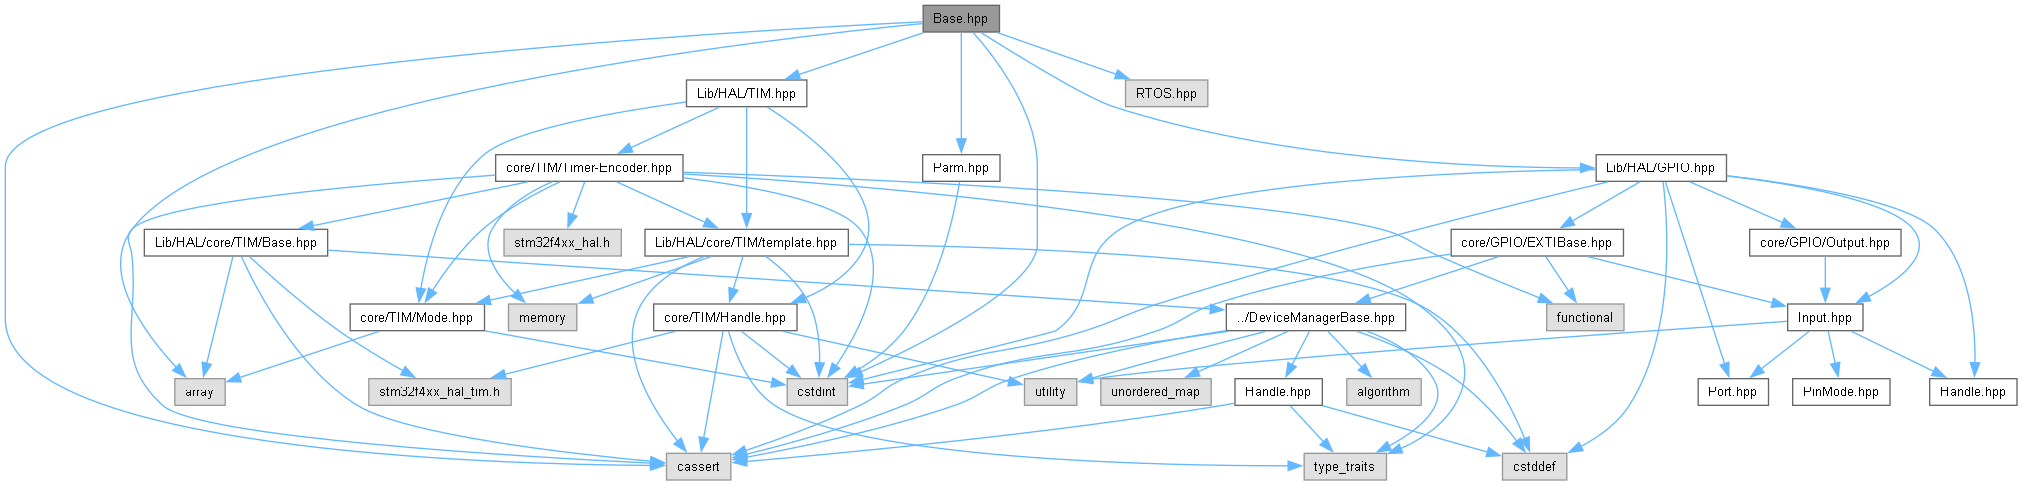 Base.hpp
Lib/HAL/TIM.hpp
RTOS.hpp
core/TIM/Timer-Encoder.hpp
Parm.hpp
Lib/HAL/GPIO.hpp
Lib/HAL/core/TIM/Base.hpp
stm32f4xx_hal.h
Lib/HAL/core/TIM/template.hpp
core/GPIO/EXTIBase.hpp
core/GPIO/Output.hpp
core/TIM/Mode.hpp
memory
core/TIM/Handle.hpp
../DeviceManagerBase.hpp
functional
Input.hpp
array
stm32f4xx_hal_tim.h
cstdint
utility
unordered_map
Handle.hpp
algorithm
Port.hpp
PinMode.hpp
Handle.hpp
cassert
type_traits
cstddef